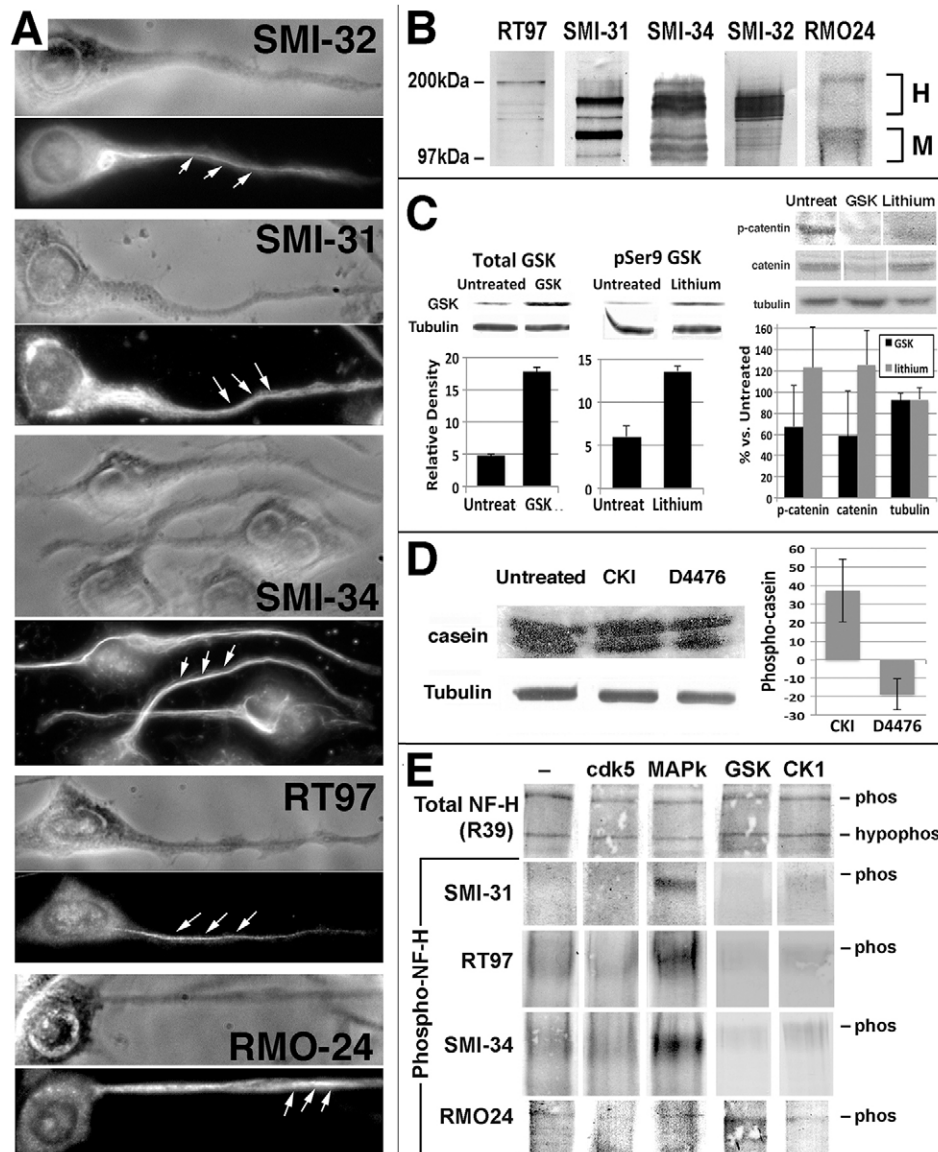 A
SMI-32
SMI-31
SMI-34
RT97
RMO-24
B
RT97 SMI-31 SMI-34 SMI-32 RMO24
200kDa –
97kDa –
H
M
C
Total GSK
Untreated GSK
GSK
Tubulin
Relative Density
20
15
10
5
0
Untreat GSK ..
pSer9 GSK
Untreated Lithium
15
10
5
0
Untreat Lithium
Untreat GSK Lithium
p-catentin
catenin
tubulin
% vs. Untreated
160
140
120
100
80
60
40
20
0
GSK
lithium
p-catenin catenin tubulin
D
Untreated CKI D4476
casein
Tubulin
Phospho-casein
60
50
40
30
20
10
0
-10
-20
-30
CKI D4476
E
– cdk5 MAPk GSK CK1
Total NF-H
(R39)
– phos
– hypophos
Phospho-NF-H
SMI-31
– phos
RT97
– phos
SMI-34
– phos
RMO24
– phos